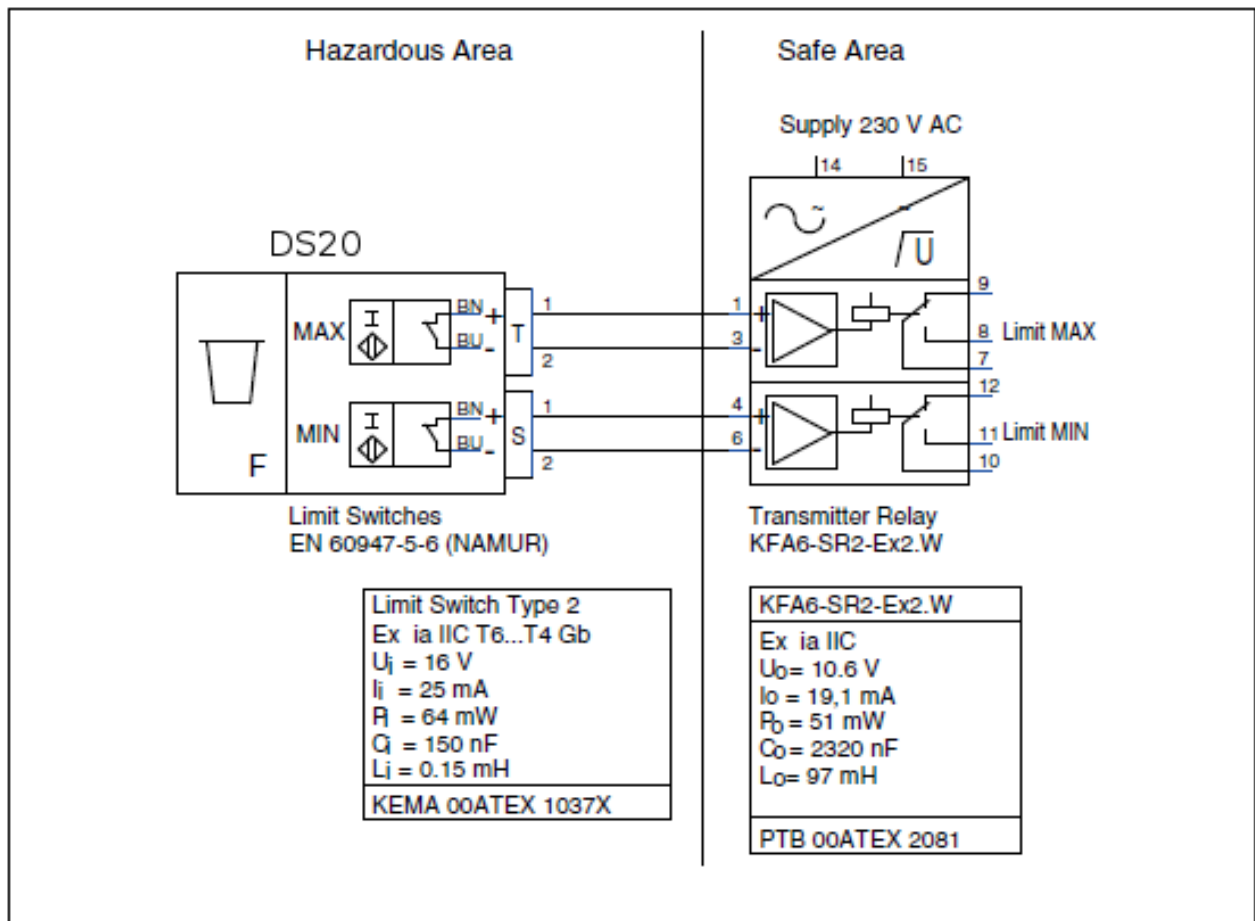 Hazardous Area
Safe Area
Supply 230 V AC
14
15
~
~
U
DS20
MAX
I
BN
+
BU
-
T
1
2
1
+
3
-
9
8
Limit MAX
7
MIN
I
BN
+
BU
-
S
1
2
4
+
6
-
12
11
Limit MIN
10
F
Limit Switches
EN 60947-5-6 (NAMUR)
Transmitter Relay
KFA6-SR2-Ex2.W
Limit Switch Type 2
Ex ia IIC T6...T4 Gb
Ui = 16 V
Ii = 25 mA
Pi = 64 mW
Ci = 150 nF
Li = 0.15 mH
KEMA 00ATEX 1037X
KFA6-SR2-Ex2.W
Ex ia IIC
Uo= 10.6 V
Io = 19,1 mA
Po = 51 mW
Co = 2320 nF
Lo= 97 mH
PTB 00ATEX 2081